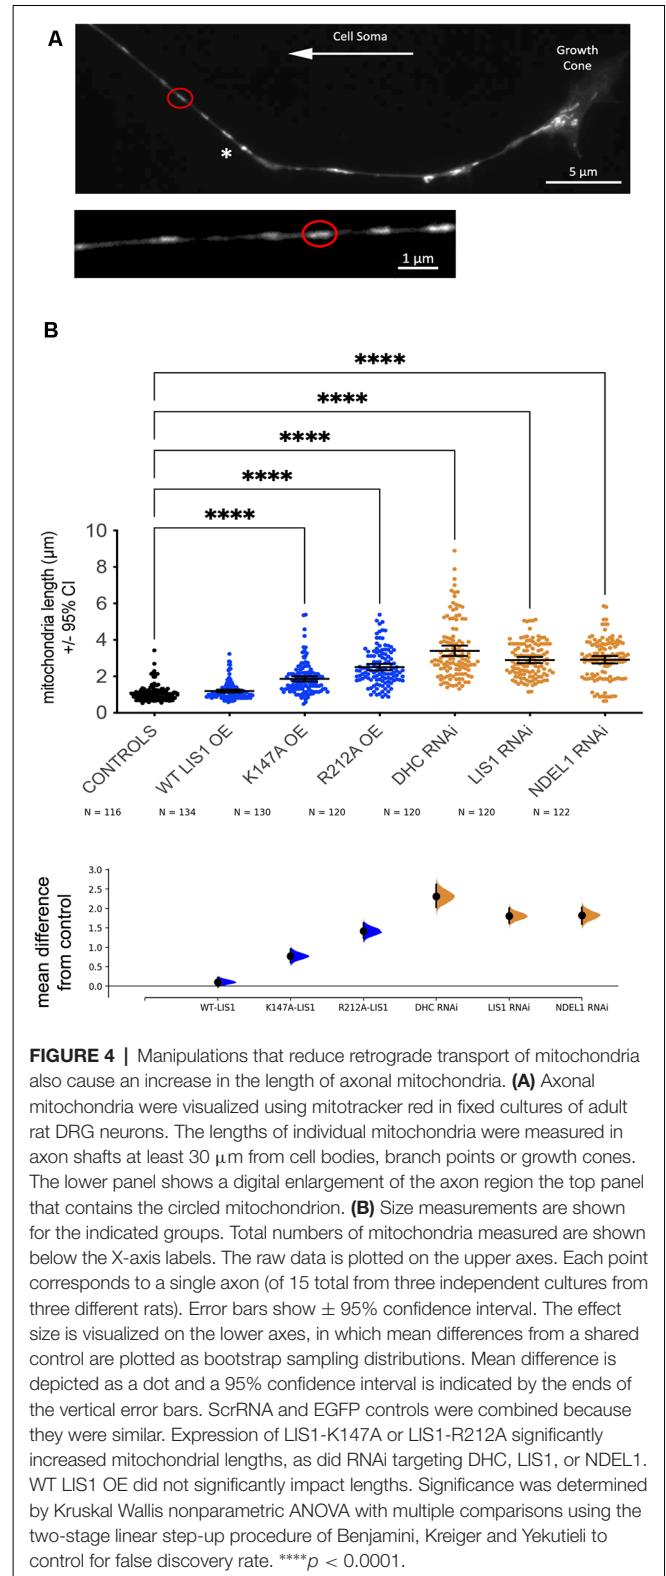 A
Cell Soma
Growth
Cone
*
5 µm
1 µm
B
****
****
****
****
****
mitochondria length (µm)
+/- 95% CI
10
8
6
4
2
0
CONTROLS
WT LIS1 OE
K147A OE
R212A OE
DHC RNAi
LIS1 RNAi
NDEL1 RNAi
N = 116 N = 134 N = 130 N = 120 N = 120 N = 120 N = 122
mean difference
from control
3.0
2.5
2.0
1.5
1.0
0.5
0.0
WT-LIS1 K147A-LIS1 R212A-LIS1 DHC RNAi LIS1 RNAi NDEL1 RNAi
FIGURE 4 | Manipulations that reduce retrograde transport of mitochondria
also cause an increase in the length of axonal mitochondria. (A) Axonal
mitochondria were visualized using mitotracker red in fixed cultures of adult
rat DRG neurons. The lengths of individual mitochondria were measured in
axon shafts at least 30 µm from cell bodies, branch points or growth cones.
The lower panel shows a digital enlargement of the axon region the top panel
that contains the circled mitochondrion. (B) Size measurements are shown
for the indicated groups. Total numbers of mitochondria measured are shown
below the X-axis labels. The raw data is plotted on the upper axes. Each point
corresponds to a single axon (of 15 total from three independent cultures from
three different rats). Error bars show ± 95% confidence interval. The effect
size is visualized on the lower axes, in which mean differences from a shared
control are plotted as bootstrap sampling distributions. Mean difference is
depicted as a dot and a 95% confidence interval is indicated by the ends of
the vertical error bars. ScrRNA and EGFP controls were combined because
they were similar. Expression of LIS1-K147A or LIS1-R212A significantly
increased mitochondrial lengths, as did RNAi targeting DHC, LIS1, or NDEL1.
WT LIS1 OE did not significantly impact lengths. Significance was determined
by Kruskal Wallis nonparametric ANOVA with multiple comparisons using the
two-stage linear step-up procedure of Benjamini, Kreiger and Yekutieli to
control for false discovery rate. ****p < 0.0001.